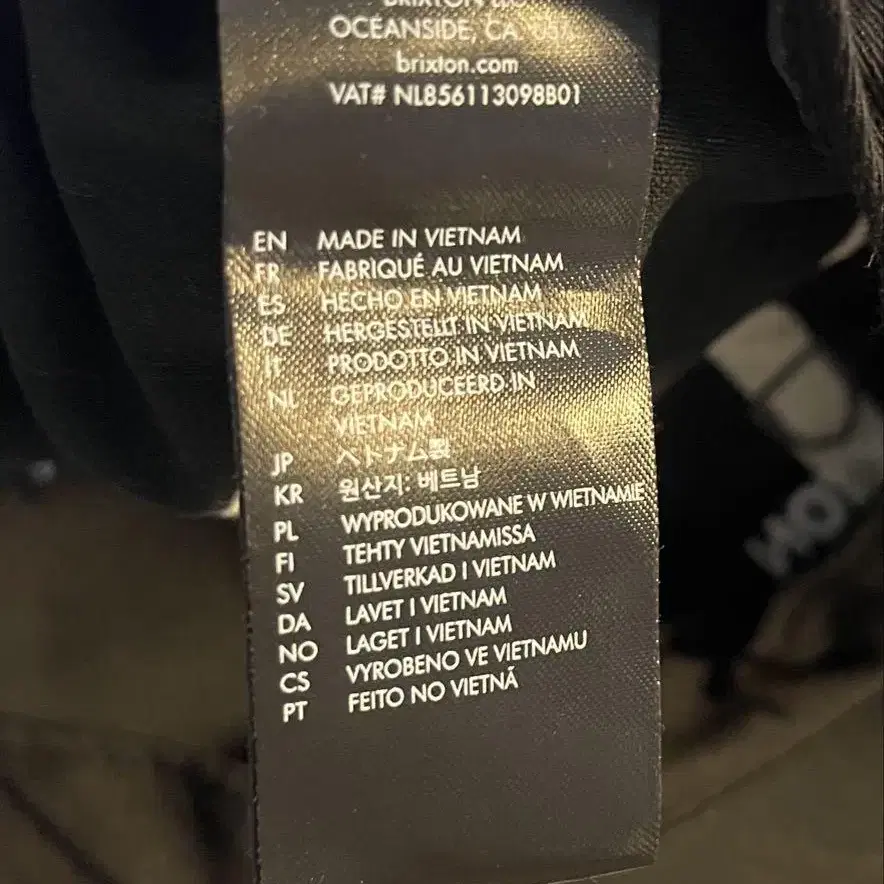 BRIXTON LLC
OCEANSIDE, CA. USA
brixton.com
VAT# NL856113098B01
EN MADE IN VIETNAM
FR FABRIQUÉ AU VIETNAM
ES HECHO EN VIETNAM
DE HERGESTELLT IN VIETNAM
IT PRODOTTO IN VIETNAM
NL GEPRODUCEERD IN
VIETNAM
JP ベトナム製
KR 원산지: 베트남
PL WYPRODUKOWANE W WIETNAMIE
FI TEHTY VIETNAMISSA
SV TILLVERKAD I VIETNAM
DA LAVET I VIETNAM
NO LAGET I VIETNAM
CS VYROBENO VE VIETNAMU
PT FEITO NO VIETNÃ